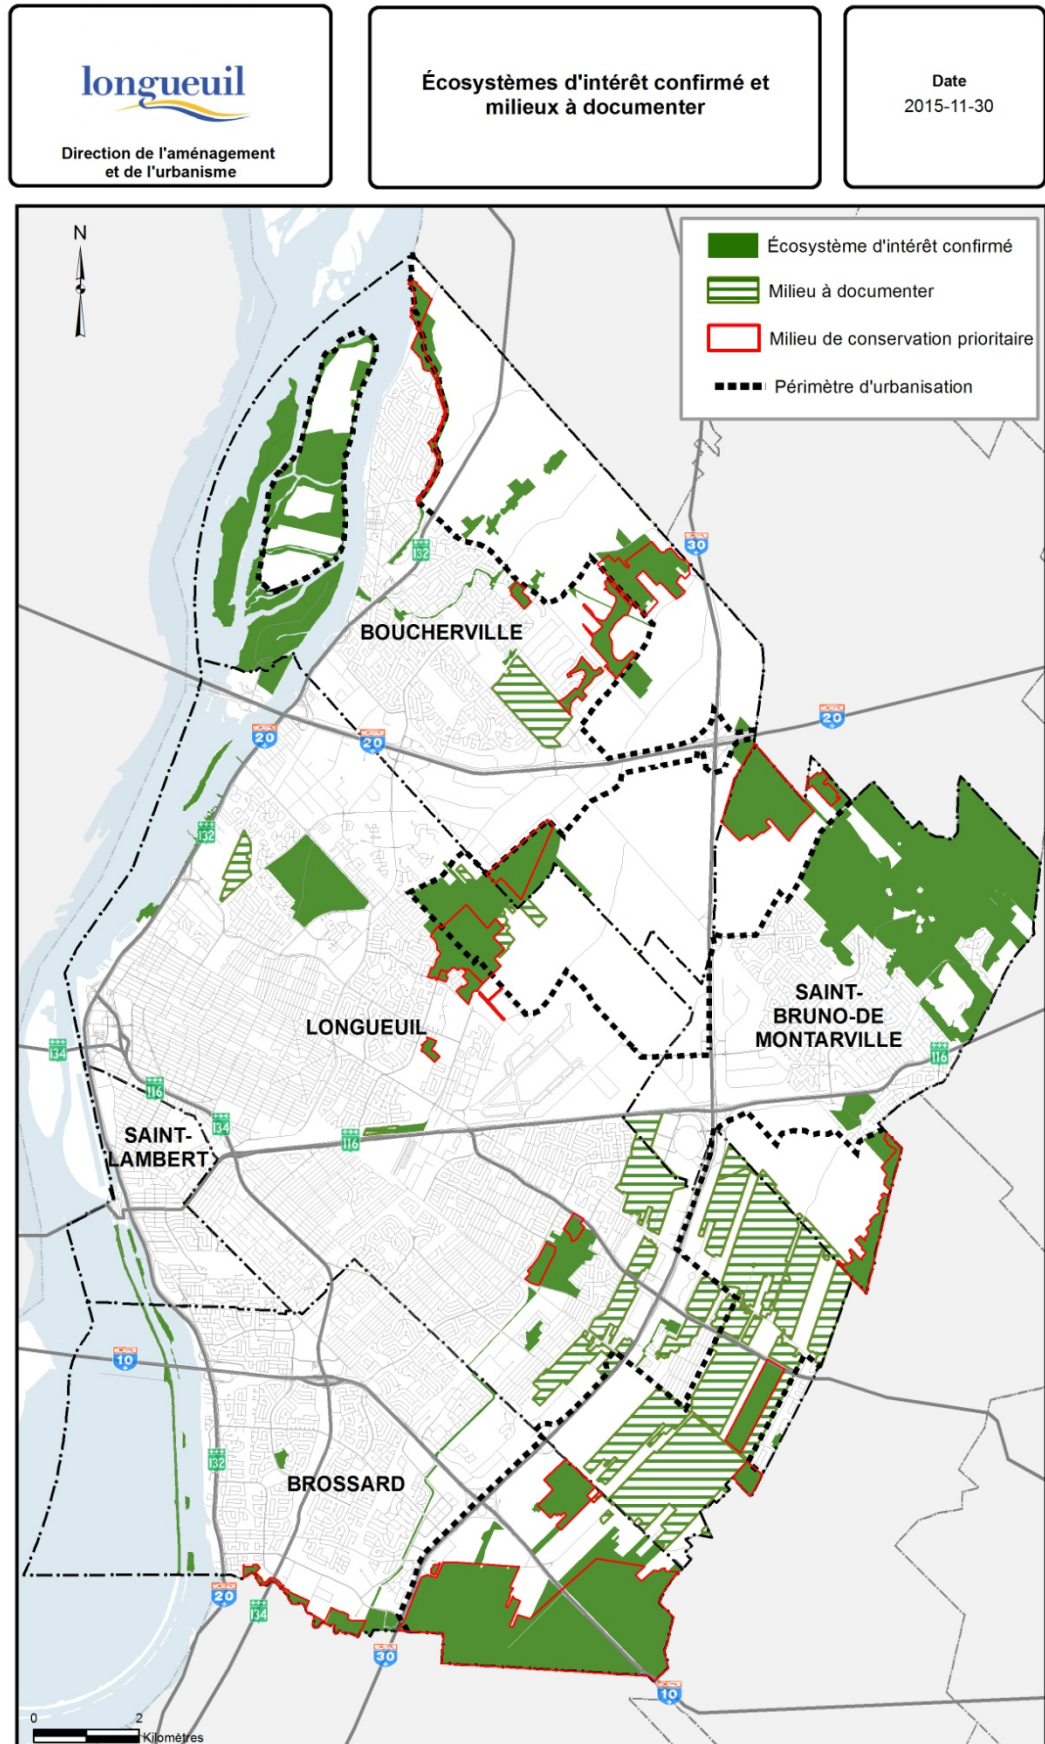 longueuil
Direction de l'aménagement
et de l'urbanisme
Écosystèmes d'intérêt confirmé et
milieux à documenter
Date
2015-11-30
N
Écosystème d'intérêt confirmé
Milieu à documenter
Milieu de conservation prioritaire
Périmètre d'urbanisation
132
30
BOUCHERVILLE
20
20
20
132
SAINT-
BRUNO-DE
MONTARVILLE
LONGUEUIL
134
116
116
134
116
SAINT-
LAMBERT
10
132
BROSSARD
20
134
30
10
0
2
Kilomètres